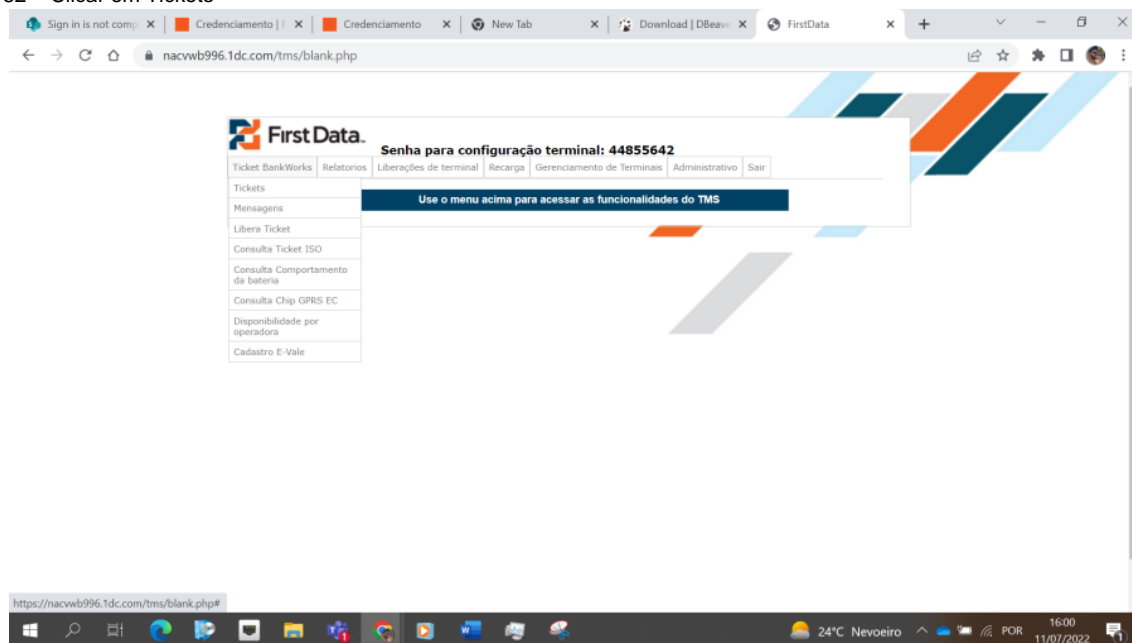 Clicar em Tickets
Sign in is not comp
Credenciamento | F
Credenciamento
New Tab
Download | DBeave
FirstData
nacvwb996.1dc.com/tms/blank.php
First Data.
Senha para configuração terminal: 44855642
Ticket BankWorks Relatorios Liberações de terminal Recarga Gerenciamento de Terminais Administrativo Sair
Tickets
Use o menu acima para acessar as funcionalidades do TMS
Mensagens
Libera Ticket
Consulta Ticket ISO
Consulta Comportamento
da bateria
Consulta Chip GPRS EC
Disponibilidade por
operadora
Cadastro E-Vale
https://nacvwb996.1dc.com/tms/blank.php#
24°C Nevoeiro
POR
16:00
11/07/2022